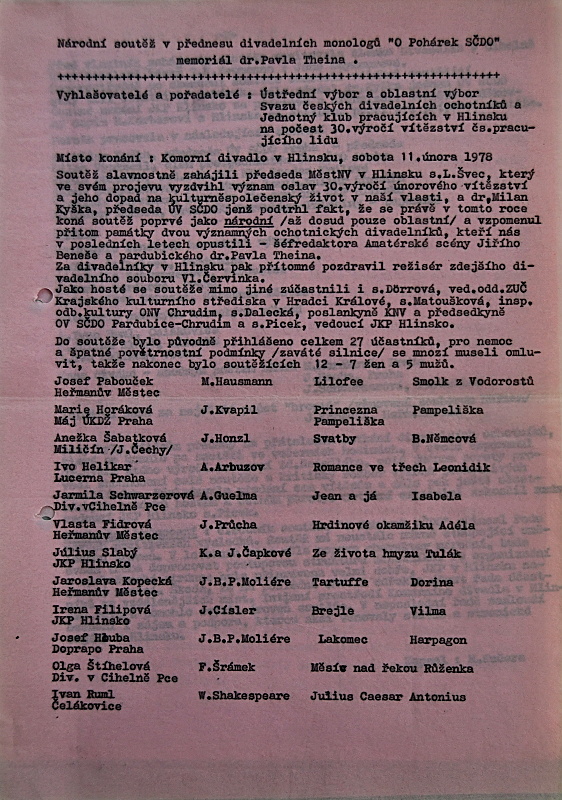 Národní soutěž v přednesu divadelních monologů "O Pohárek SČDO"
memoriál dr.Pavla Theina .
++++++++++++++++++++++++++++++++++++++++++++++++++++++++++++++
Vyhlašovatelé a pořadatelé : Ústřední výbor a oblastní výbor
Svazu českých divadelních ochotníků a
Jednotný klub pracujících v Hlinsku
na počest 30.výročí vítězství čs.pracu-
jícího lidu
Místo konání : Komorní divadlo v Hlinsku, sobota 11.února 1978
Soutěž slavnostně zahájili předseda MěstNV v Hlinsku s.L.Švec, který
ve svém projevu vyzdvihl význam oslav 30.výročí únorového vítězství
a jeho dopad na kulturněspolečenský život v naší vlasti, a dr,Milan
Kyška, předseda ÚV SČDO jenž podtrhl fakt, že se právě v tomto roce
koná soutěž poprvé jako národní /až dosud pouze oblastní/ a vzpomenul
přitom památky dvou významných ochotnických divadelníků, kteří nás
v posledních letech opustili - šéfredaktora Amatérské scény Jiřího
Beneše a pardubického dr.Pavla Theina.
Za divadelníky v Hlinsku pak přítomné pozdravil režisér zdejšího di-
vadelního souboru Vl.Červinka.
Jako hosté se soutěže mimo jiné zúčastnili i s.Dörrová, ved.odd.ZUČ
Krajského kulturního střediska v Hradci Králové, s.Matoušková, insp.
odb.kultury ONV Chrudim, s.Dalecká, poslankyně KNV a předsedkyně
OV SČDO Pardubice-Chrudim a s.Picek, vedoucí JKP Hlinsko.
Do soutěže bylo původně přihlášeno celkem 27 účastníků, pro nemoc
a špatné povětrnostní podmínky /zaváté silnice/ se mnozí museli omlu-
vit, takže nakonec bylo soutěžících 12 - 7 žen a 5 mužů.
Josef Pabouček M.Hausmann Lilofee Smolk z Vodorostů
Heřmanův Městec
Marie Horáková J.Kvapil Princezna Pampeliška
Máj ÚKDŽ Praha Pampeliška
Anežka Šabatková J.Honzl Svatby B.Němcová
Miličín /J.Čechy/
Ivo Helikar A.Arbuzov Romance ve třech Leonidik
Lucerna Praha
Jarmila Schwarzerová A.Guelma Jean a já Isabela
Div.vCihelně Pce
Vlasta Fidrová J.Průcha Hrdinové okamžiku Adéla
Heřmanův Městec
Július Slabý K.a J.Čapkové Ze života hmyzu Tulák
JKP Hlinsko
Jaroslava Kopecká J.B.P.Moliére Tartuffe Dorina
Heřmanův Městec
Irena Filipová J.Císler Brejle Vilma
JKP Hlinsko
Josef Houba J.B.P.Moliére Lakomec Harpagon
Doprapo Praha
Olga Štíhelová F.Šrámek Měsíc nad řekou Růženka
Div. v Cihelně Pce
Ivan Ruml W.Shakespeare Julius Caesar Antonius
Čelákovice